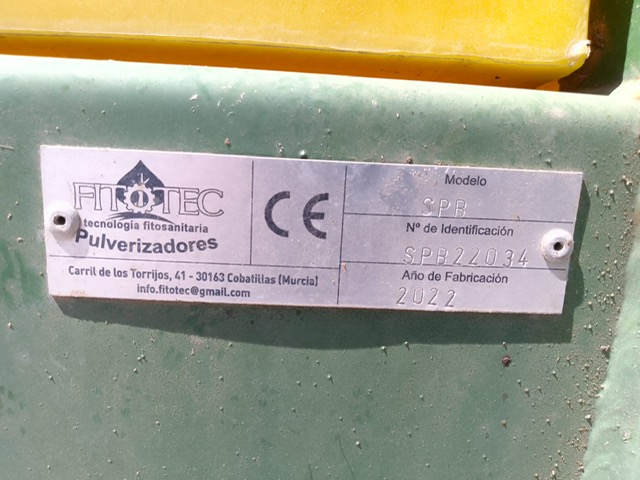 FITOTEC
tecnología fitosanitaria
Pulverizadores
Carril de los Torrijos, 41 - 30163 Cobatillas (Murcia)
info.fitotec@gmail.com
CE
Modelo
SPB
Nº de Identificación
SPB22034
Año de Fabricación
2022